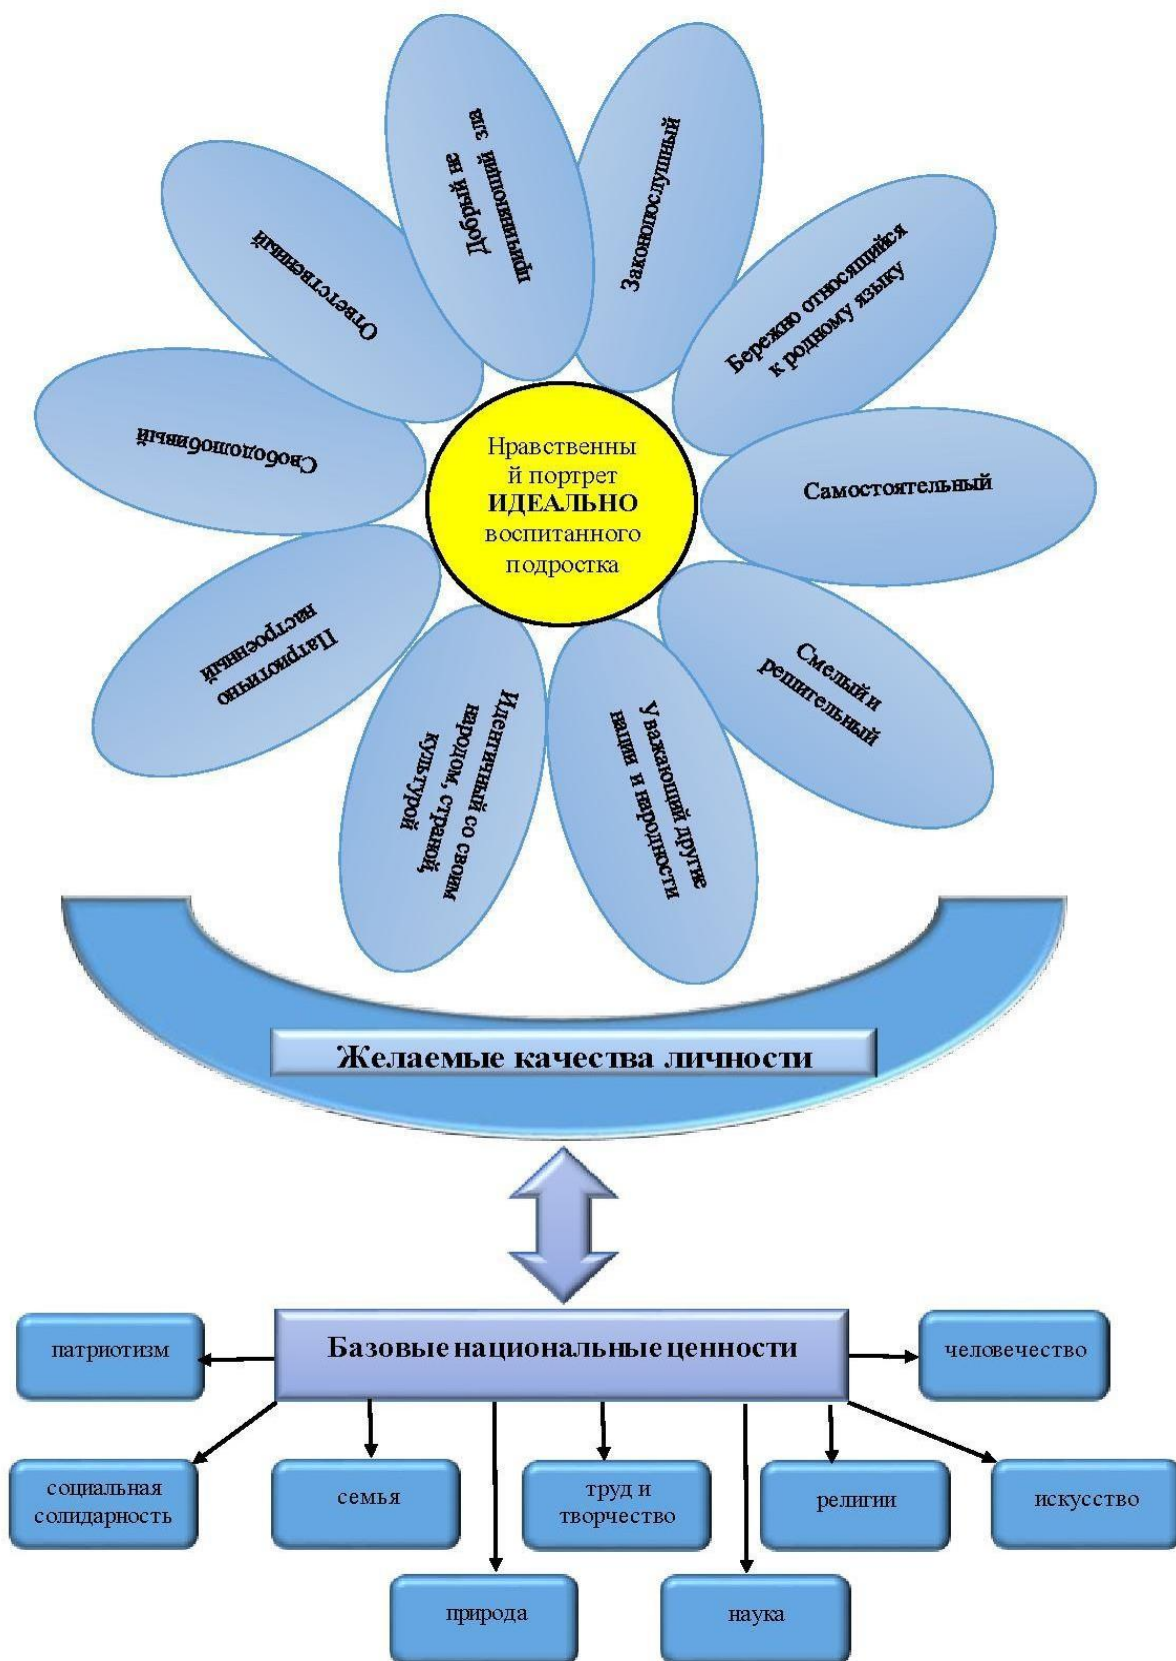 Добрый не
причиняющий зла
Законопослушный
Бережно относящийся
к родному языку
Самостоятельный
Смелый и
решительный
Уважающий другие
нации и народности
Идентичный со своим
народом, страной,
культурой
Патриотично
настроенный
Свободолюбивый
Ответственный
Нравственны
й портрет
ИДЕАЛЬНО
воспитанного
подростка
Желаемые качества личности
Базовые национальные ценности
патриотизм
человечество
социальная
солидарность
семья
труд и
творчество
религии
искусство
природа
наука